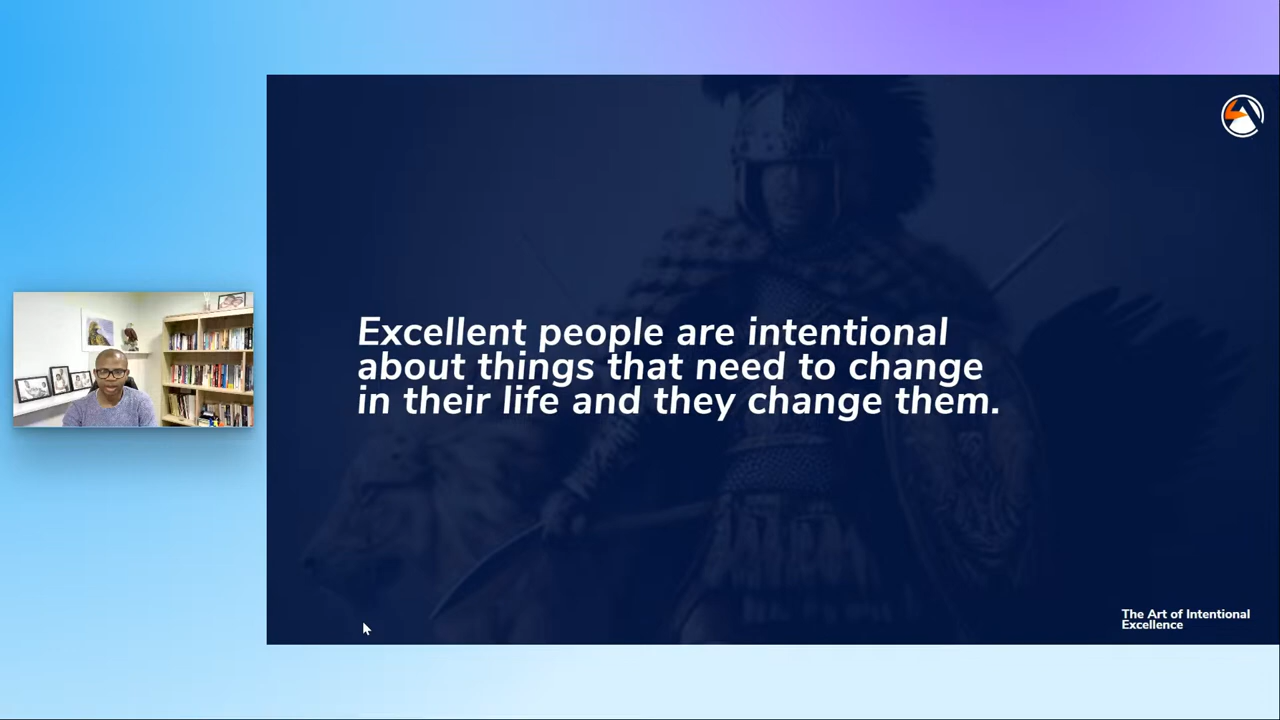 Excellent people are intentional
about things that need to change
in their life and they change them.
The Art of Intentional
Excellence